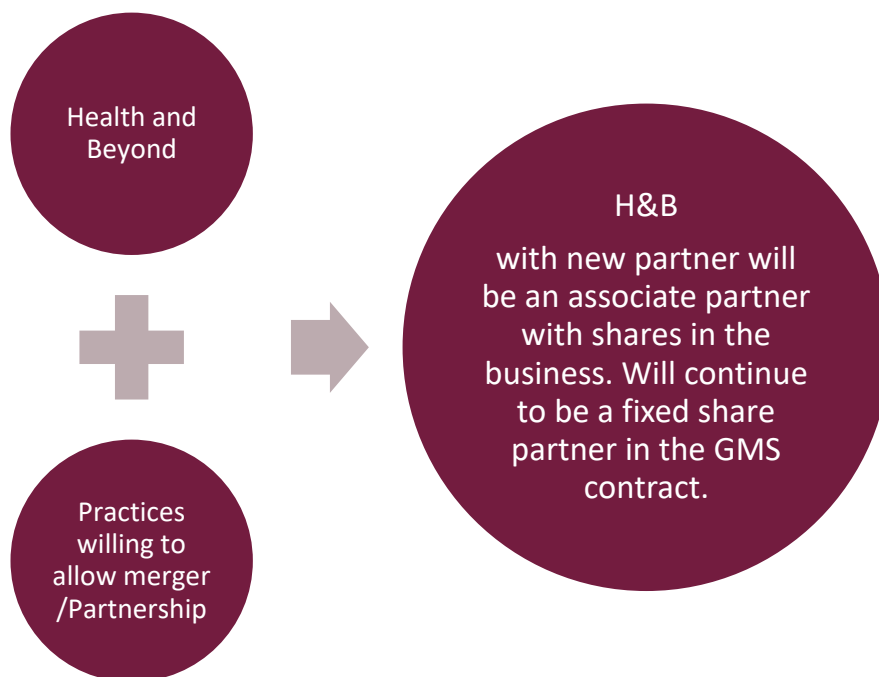 Health and
Beyond
Practices
willing to
allow merger
/Partnership
H&B
with new partner will
be an associate partner
with shares in the
business. Will continue
to be a fixed share
partner in the GMS
contract.